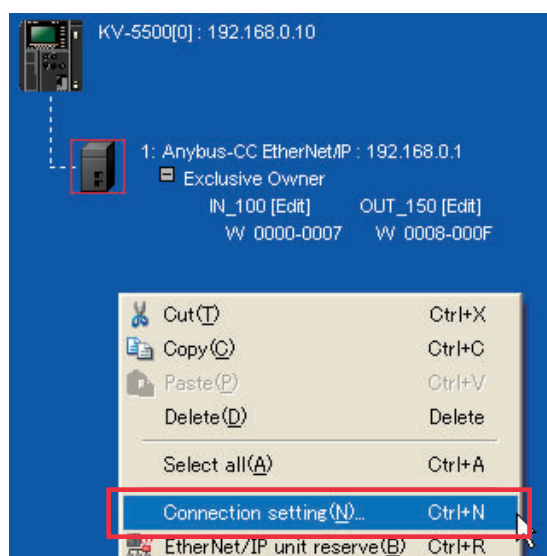 KV-5500[0] : 192.168.0.10
1: Anybus-CC EtherNet/IP : 192.168.0.1
Exclusive Owner
IN_100 [Edit] OUT_150 [Edit]
W 0000-0007 W 0008-000F
Cut(T) Ctrl+X
Copy(C) Ctrl+C
Paste(P) Ctrl+V
Delete(D) Delete
Select all(A) Ctrl+A
Connection setting(N)... Ctrl+N
EtherNet/IP unit reserve(B) Ctrl+R